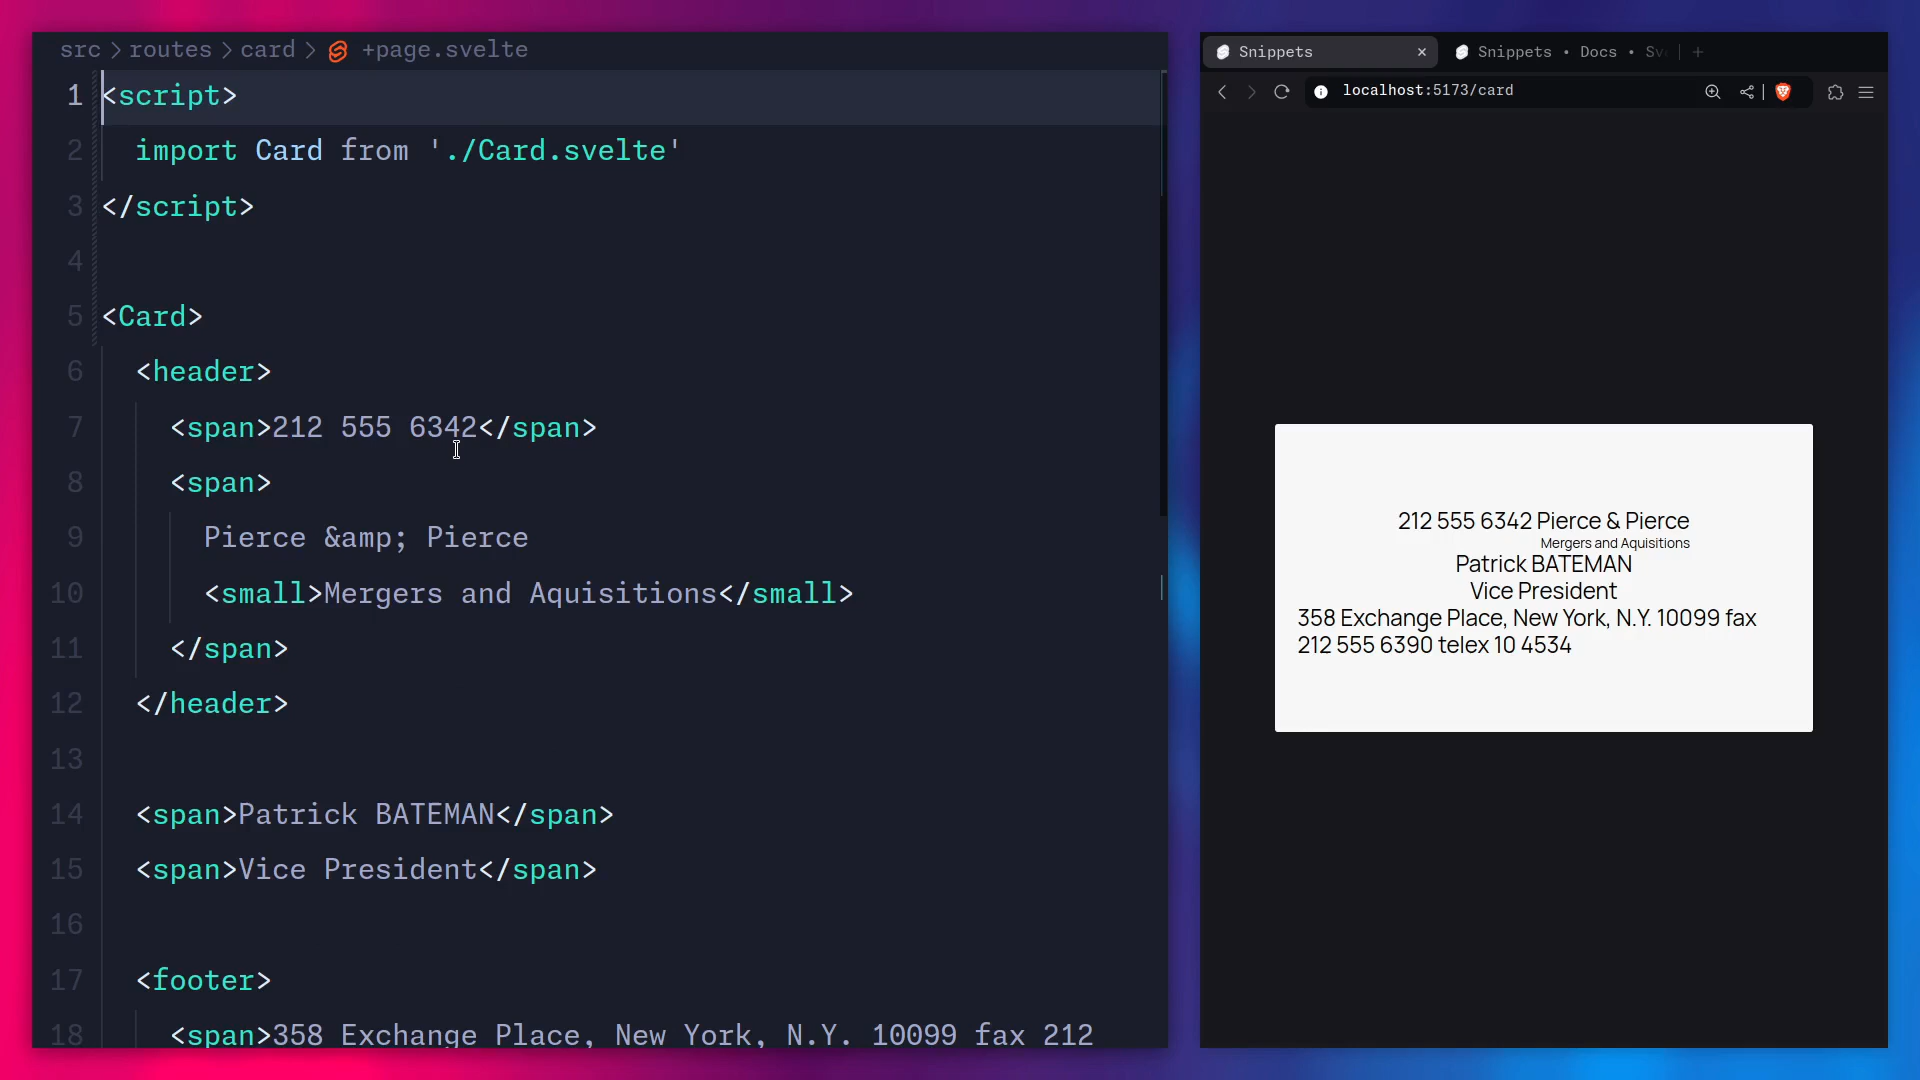 src > routes > card > +page.svelte
1 <script>
2 import Card from './Card.svelte'
3 </script>
4
5 <Card>
6 <header>
7 <span>212 555 6342</span>
8 <span>
9 Pierce &amp; Pierce
10 <small>Mergers and Aquisitions</small>
11 </span>
12 </header>
13
14 <span>Patrick BATEMAN</span>
15 <span>Vice President</span>
16
17 <footer>
18 <span>358 Exchange Place, New York, N.Y. 10099 fax 212
Snippets
Snippets • Docs • Sv
localhost:5173/card
212 555 6342 Pierce & Pierce
Mergers and Aquisitions
Patrick BATEMAN
Vice President
358 Exchange Place, New York, N.Y. 10099 fax
212 555 6390 telex 10 4534